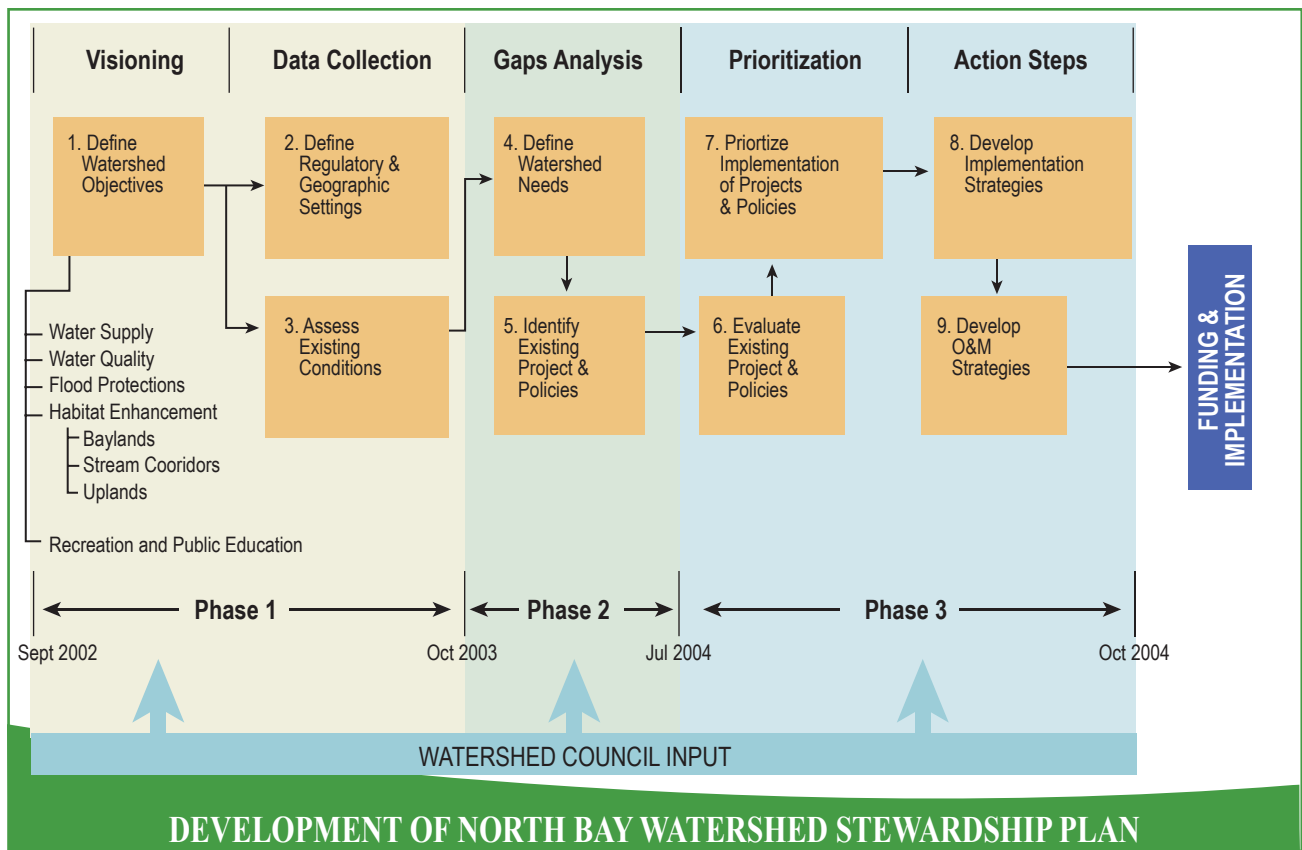 Visioning
Data Collection
Gaps Analysis
Prioritization
Action Steps
1. Define
Watershed
Objectives
2. Define
Regulatory &
Geographic
Settings
3. Assess
Existing
Conditions
4. Define
Watershed
Needs
5. Identify
Existing
Project &
Policies
6. Evaluate
Existing
Project &
Policies
7. Priortize
Implementation
of Projects
& Policies
8. Develop
Implementation
Strategies
9. Develop
O&M
Strategies
FUNDING &
IMPLEMENTATION
Water Supply
Water Quality
Flood Protections
Habitat Enhancement
Baylands
Stream Cooridors
Uplands
Recreation and Public Education
Phase 1
Phase 2
Phase 3
Sept 2002
Oct 2003
Jul 2004
Oct 2004
WATERSHED COUNCIL INPUT
DEVELOPMENT OF NORTH BAY WATERSHED STEWARDSHIP PLAN